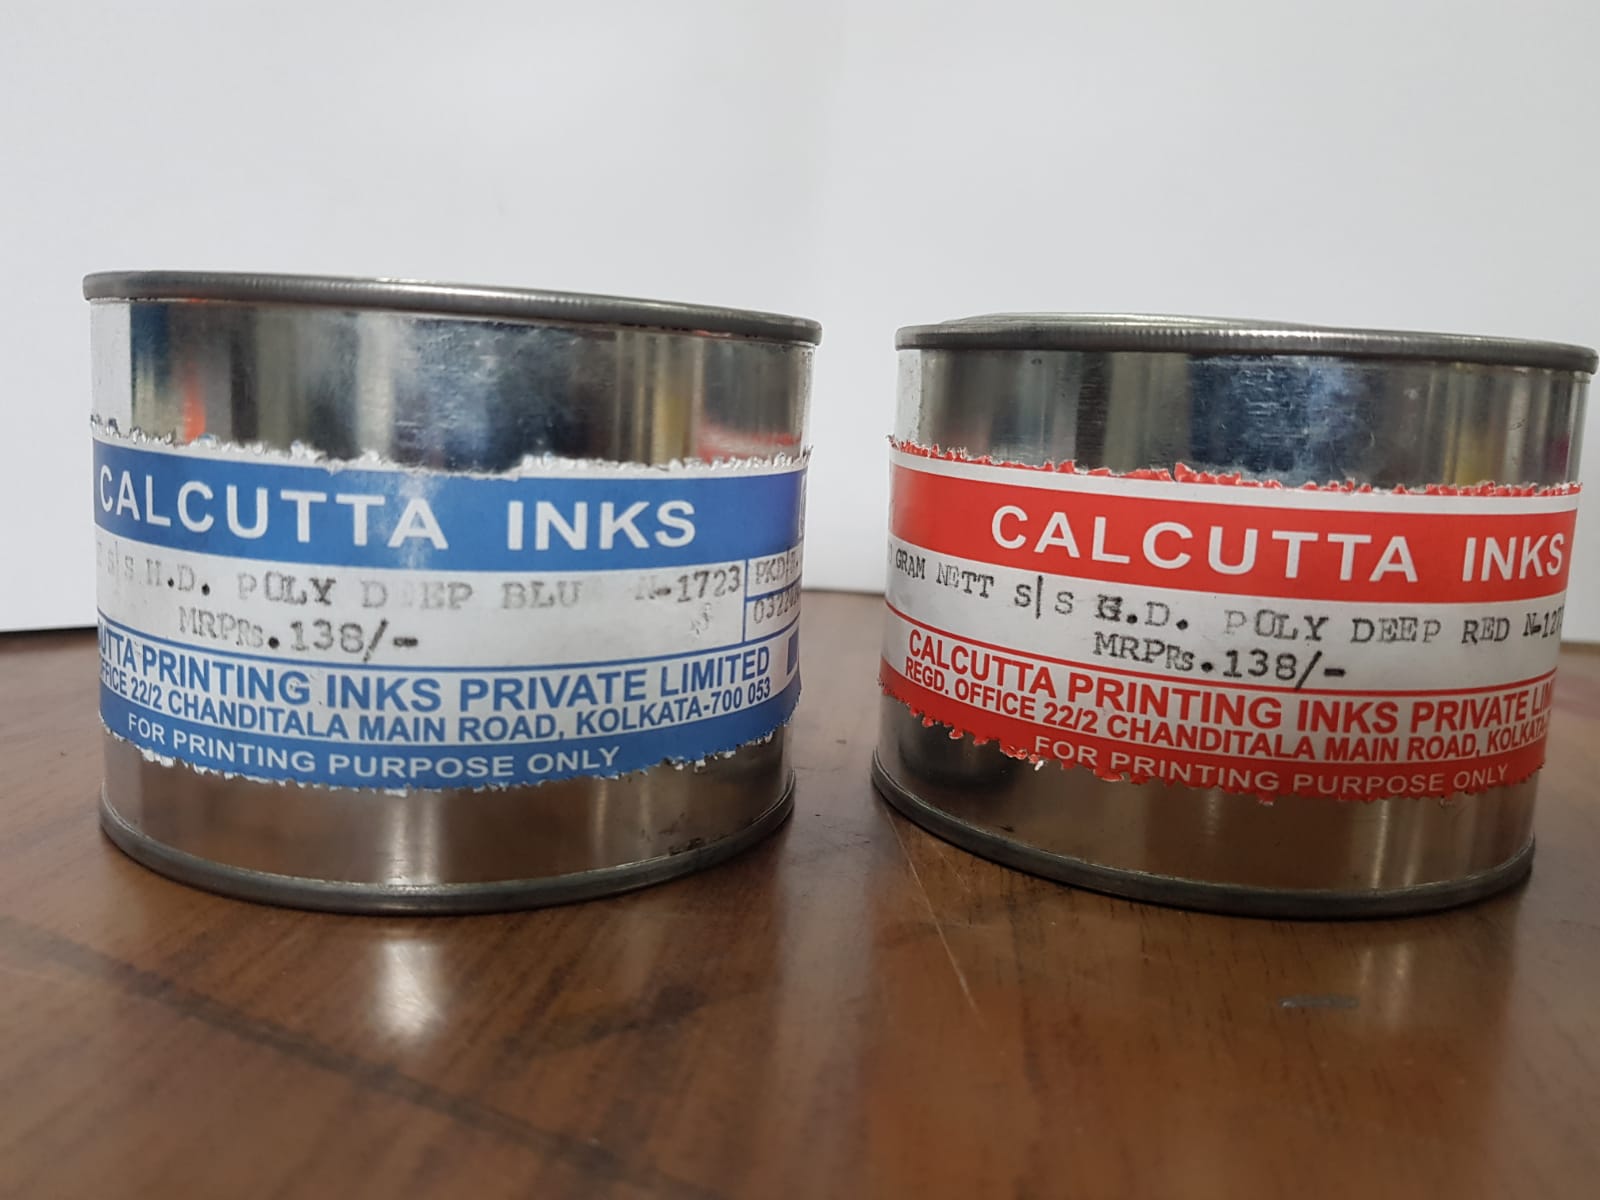 CALCUTTA INKS
S|S H.D. POLY DEEP BLU N-1723
MRPRs.138/-
PRINTING INKS PRIVATE LIMITED
22/2 CHANDITALA MAIN ROAD, KOLKATA-700 053
FOR PRINTING PURPOSE ONLY
CALCUTTA INKS
GRAM NETT S|S H.D. POLY DEEP RED
MRPRs.138/-
CALCUTTA PRINTING INKS PRIVATE
REGD. OFFICE 22/2 CHANDITALA MAIN ROAD,
FOR PRINTING PURPOSE ONLY